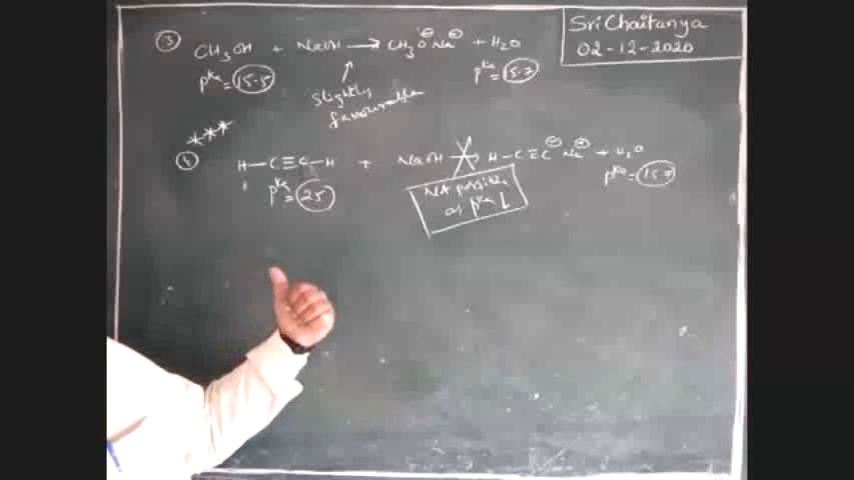 Sri Chaitanya
02-12-2020
③ CH₃OH + NaOH ⟶ CH₃O⊖ Na⊕ + H₂O
pKa = 15.5
pKa = 15.7
slightly
favourable
***
④ H—C≡C—H + NaOH H—C≡C⊖ Na⊕ + H₂O
pKa = 25
pKa = 15.7
Not possible
as pKa ↓